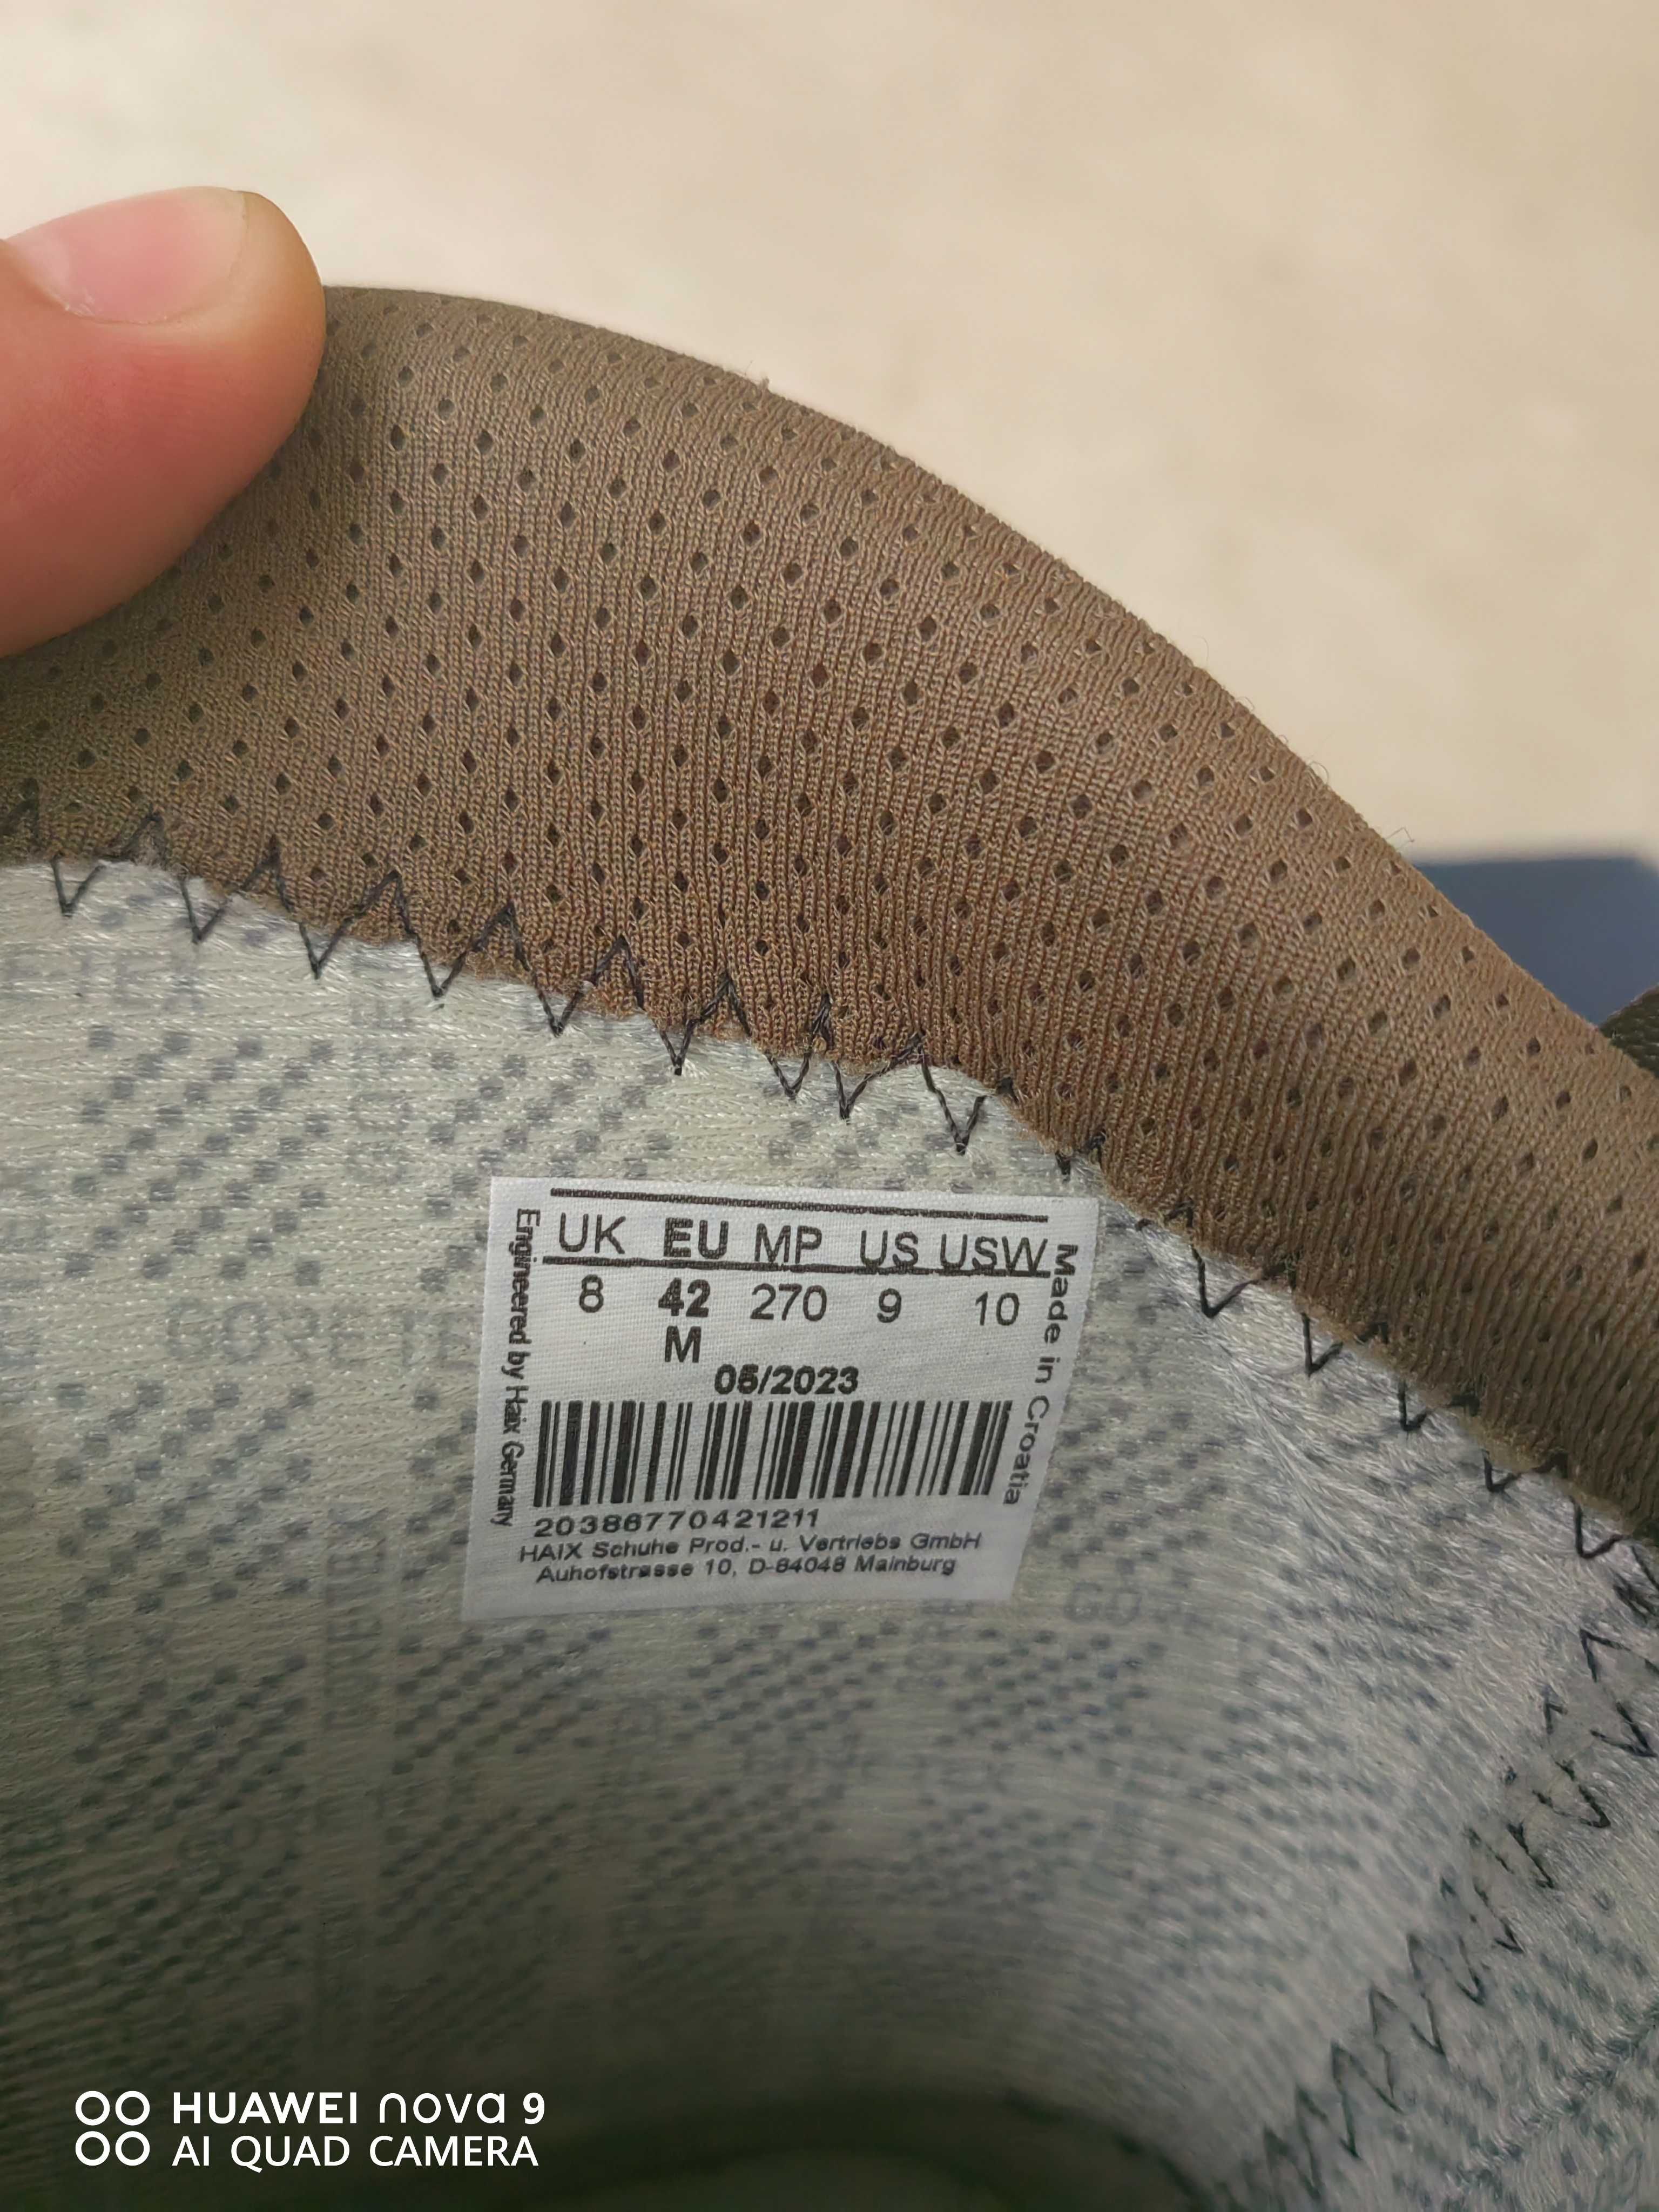 UK EU MP US USW
8 42 270 9 10
M
05/2023
20386770421211
HAIX Schuhe Prod.- u. Vertriebs GmbH
Auhofstrasse 10, D-84048 Mainburg
Engineered by Haix Germany
Made in Croatia
HUAWEI nova 9
AI QUAD CAMERA